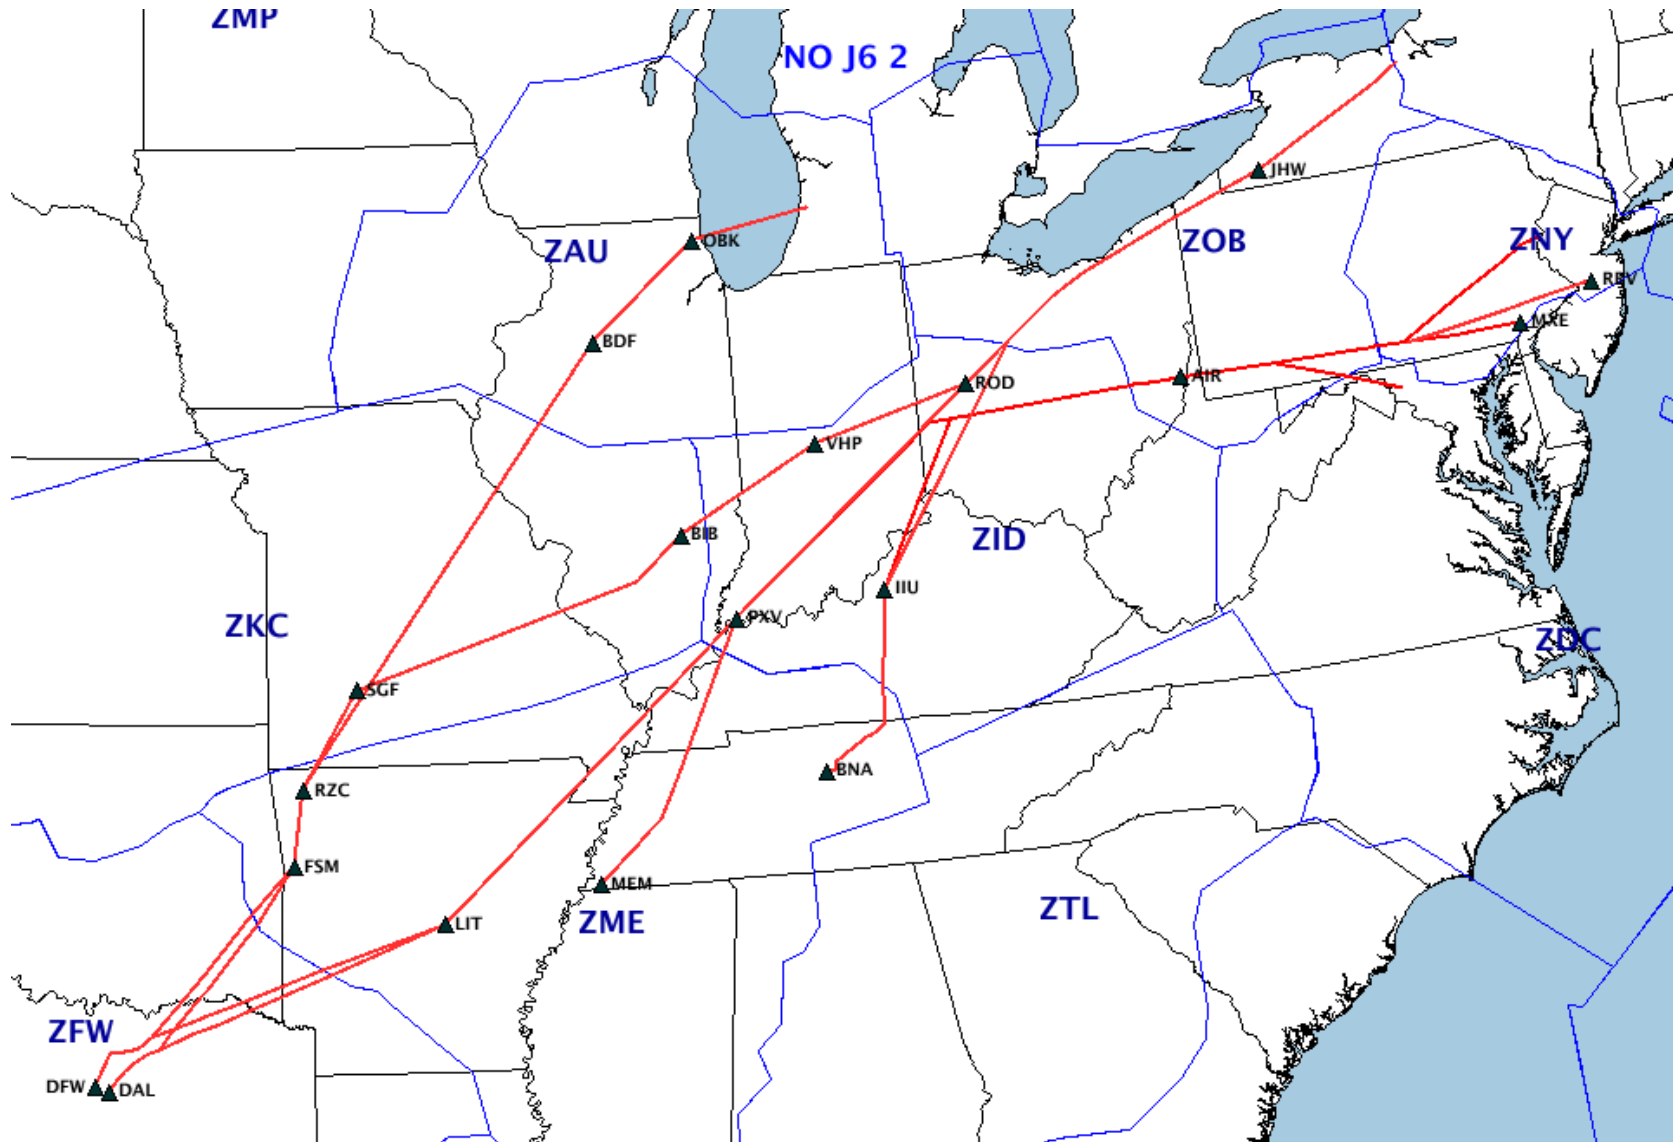 ZMP
NO J6 2
JHW
OBK
ZAU
ZOB
ZNY
RBV
MXE
BDF
ROD
AIR
VHP
BIB
ZID
IIU
PXV
ZKC
ZDC
SGF
BNA
RZC
FSM
MEM
LIT
ZME
ZTL
ZFW
DFW
DAL